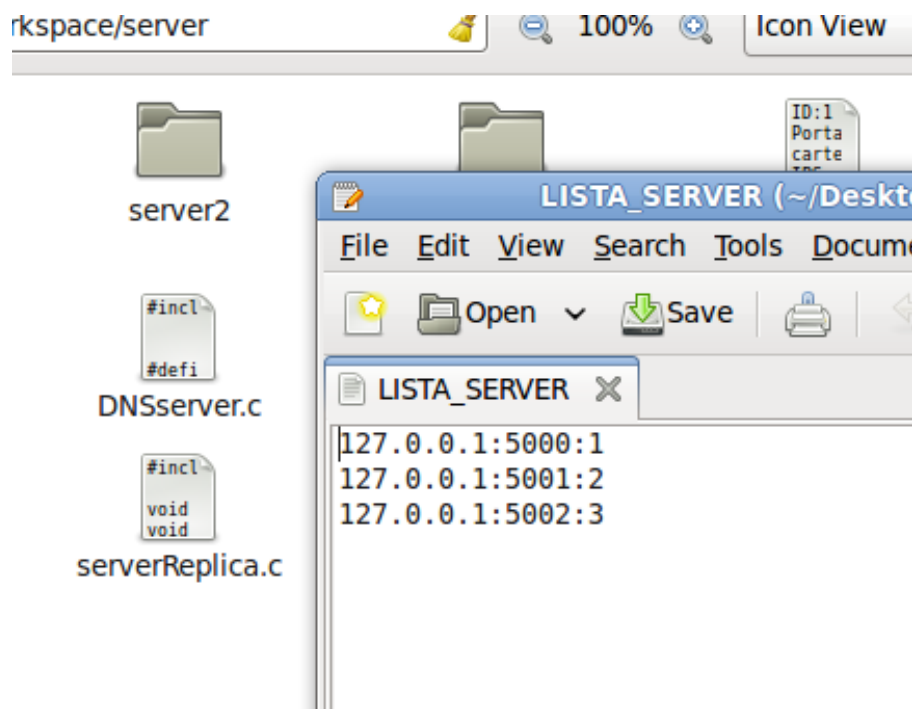 rkspace/server
100%
Icon View
ID:1
Porta
carte
server2
LISTA_SERVER (~/Deskto
File Edit View Search Tools Docume
#incl
#defi
Open
Save
DNSserver.c
LISTA_SERVER
127.0.0.1:5000:1
127.0.0.1:5001:2
127.0.0.1:5002:3
#incl
void
void
serverReplica.c